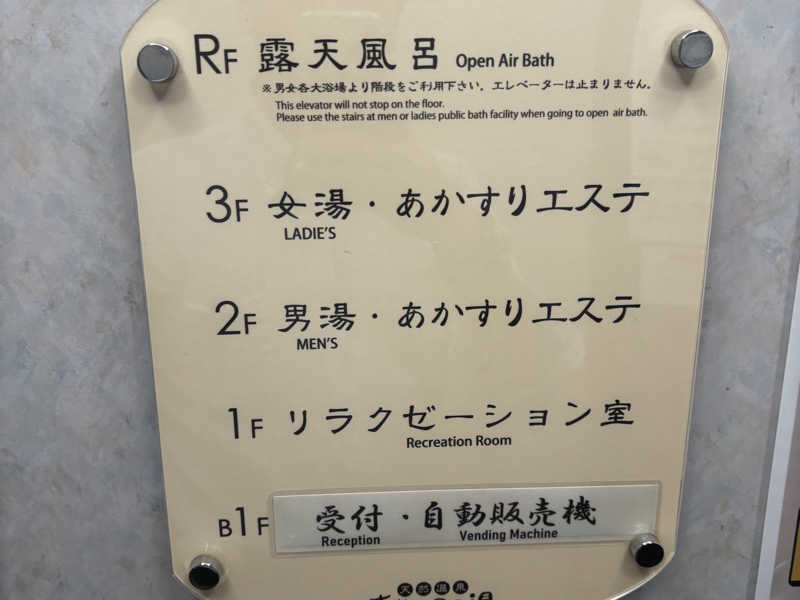 RF 露天風呂 Open Air Bath
※男女各大浴場より階段をご利用下さい。エレベーターは止まりません。
This elevator will not stop on the floor.
Please use the stairs at men or ladies public bath facility when going to open air bath.
3F 女湯・あかすりエステ
LADIE'S
2F 男湯・あかすりエステ
MEN'S
1F リラクゼーション室
Recreation Room
B1F 受付・自動販売機
Reception Vending Machine
天然温泉